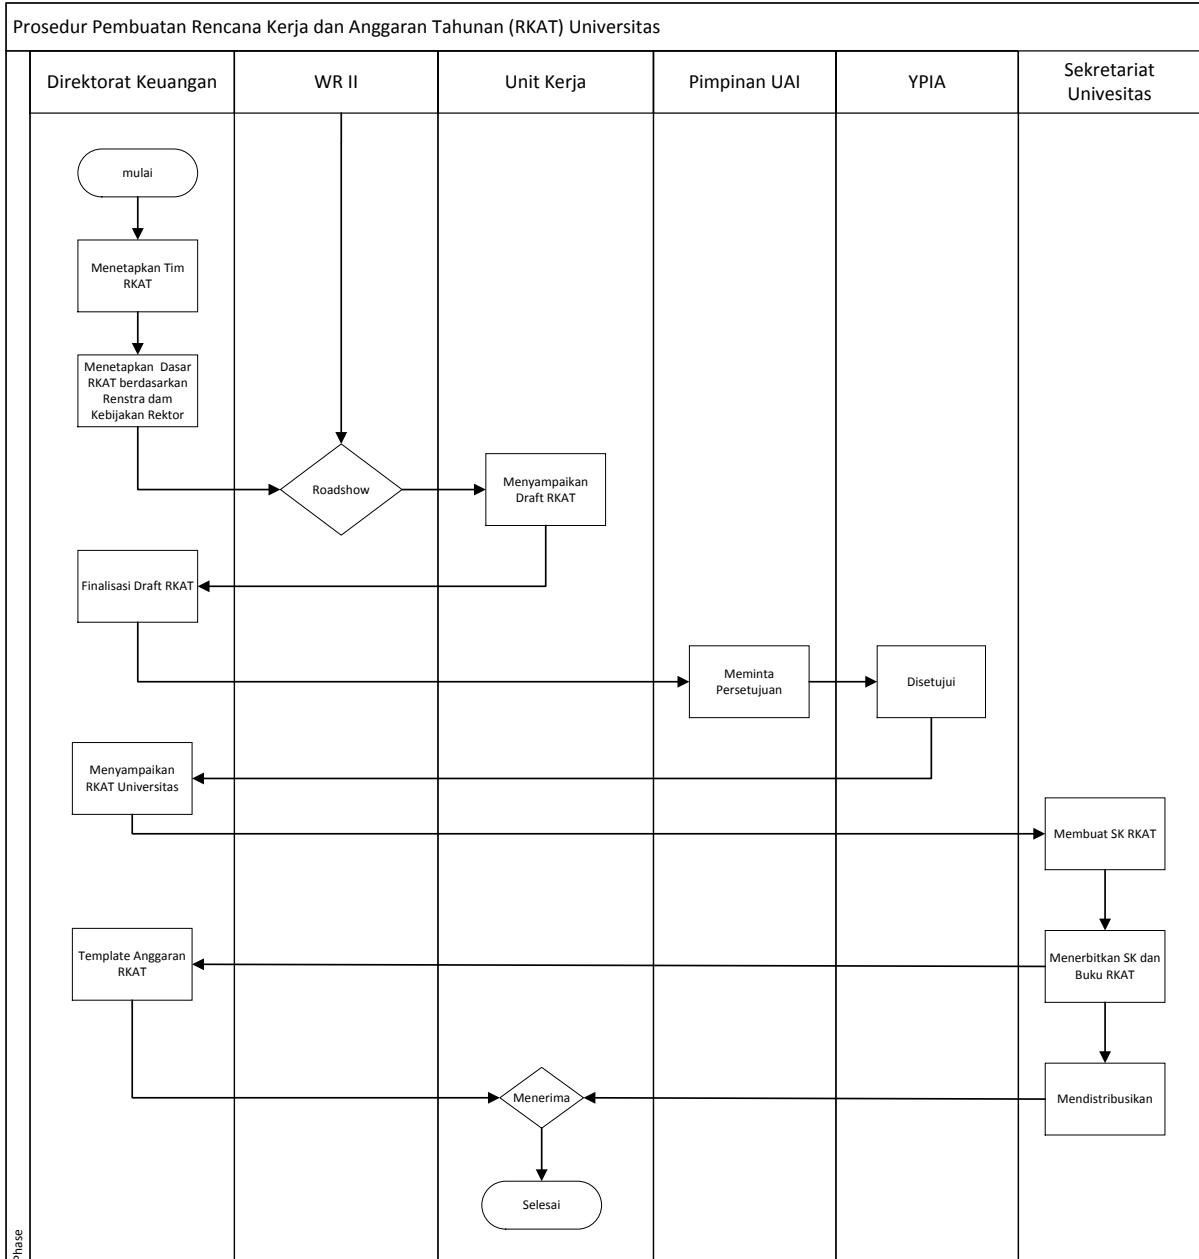 Prosedur Pembuatan Rencana Kerja dan Anggaran Tahunan (RKAT) Universitas
Direktorat Keuangan
WR II
Unit Kerja
Pimpinan UAI
YPIA
Sekretariat
Univesitas
mulai
Menetapkan Tim
RKAT
Menetapkan Dasar
RKAT berdasarkan
Renstra dam
Kebijakan Rektor
Roadshow
Menyampaikan
Draft RKAT
Finalisasi Draft RKAT
Meminta
Persetujuan
Disetujui
Menyampaikan
RKAT Universitas
Membuat SK RKAT
Template Anggaran
RKAT
Menerbitkan SK dan
Buku RKAT
Menerima
Mendistribusikan
Selesai
Phase